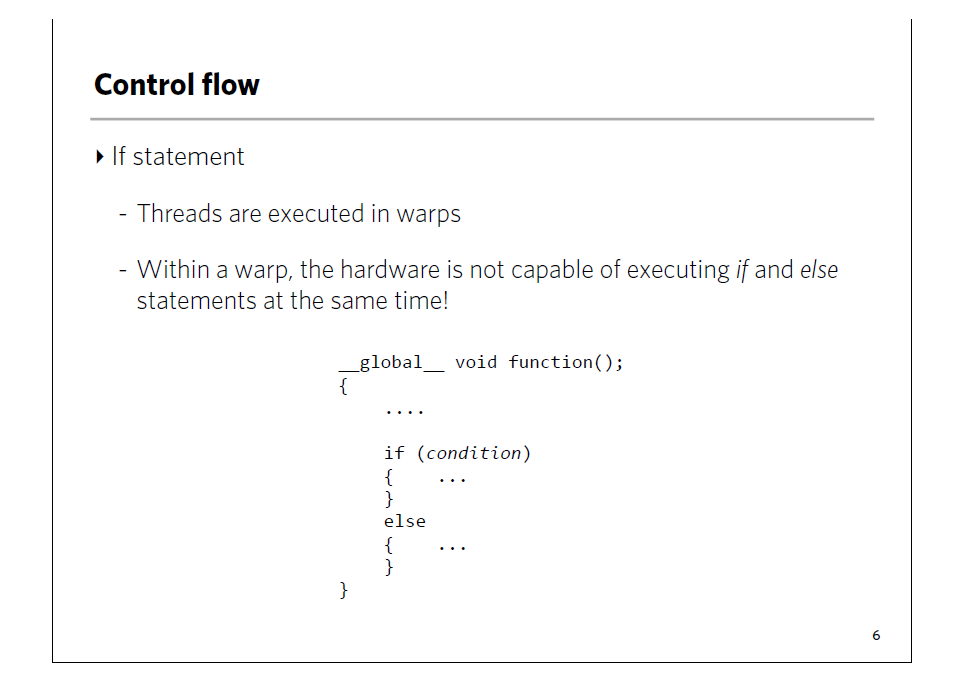 Control flow
‣ If statement
- Threads are executed in warps
- Within a warp, the hardware is not capable of executing if and else
statements at the same time!
__global__ void function();
{
....
if (condition)
{    ...
}
else
{    ...
}
}
6